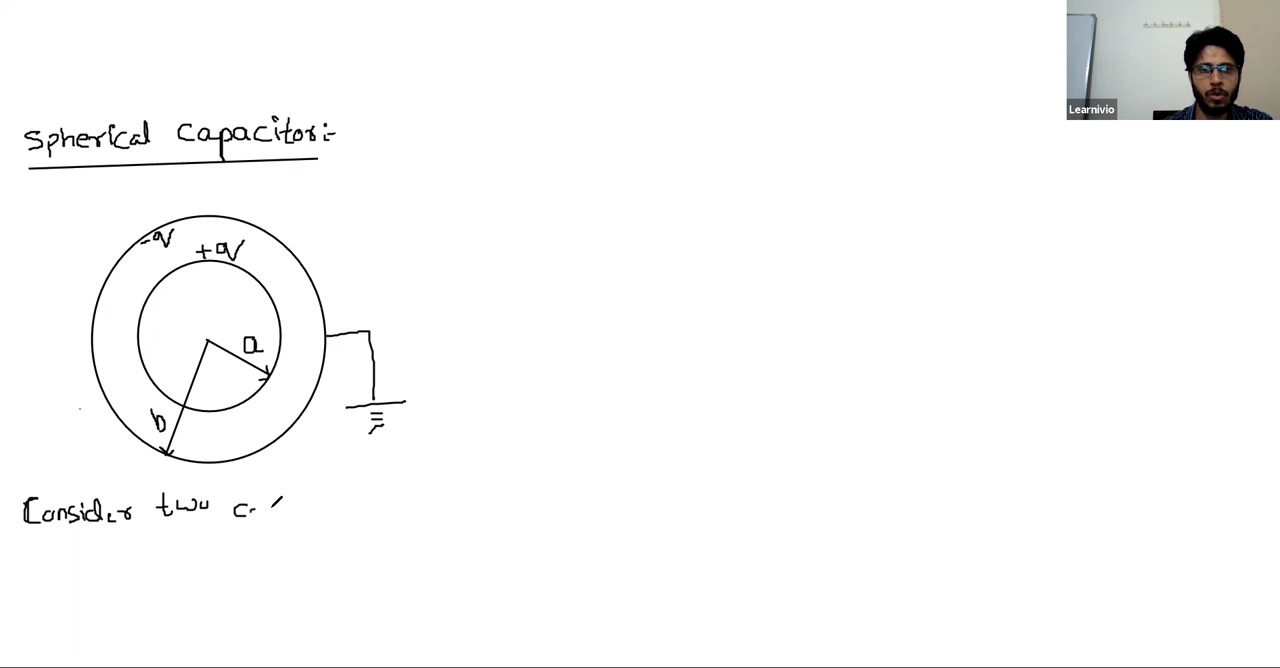 Spherical Capacitor:-
-q
+q
a
b
Consider two
Learnivio